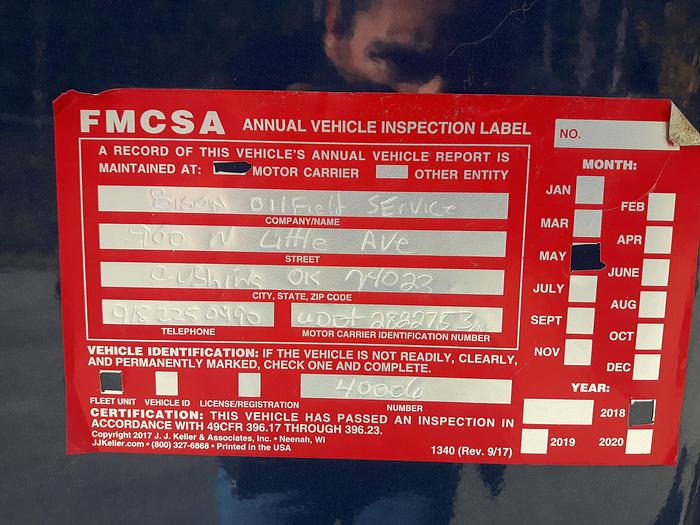 FMCSA ANNUAL VEHICLE INSPECTION LABEL
A RECORD OF THIS VEHICLE'S ANNUAL VEHICLE REPORT IS
MAINTAINED AT: MOTOR CARRIER OTHER ENTITY
BISON OilField SERVICE
COMPANY/NAME
900 N Little Ave
STREET
CUSHING OK 74023
CITY, STATE, ZIP CODE
918 225 0490 USDOT 2822753
TELEPHONE MOTOR CARRIER IDENTIFICATION NUMBER
VEHICLE IDENTIFICATION: IF THE VEHICLE IS NOT READILY, CLEARLY,
AND PERMANENTLY MARKED, CHECK ONE AND COMPLETE.
40006
FLEET UNIT VEHICLE ID LICENSE/REGISTRATION NUMBER
CERTIFICATION: THIS VEHICLE HAS PASSED AN INSPECTION IN
ACCORDANCE WITH 49CFR 396.17 THROUGH 396.23.
Copyright 2017 J. J. Keller & Associates, Inc. • Neenah, WI
JJKeller.com • (800) 327-6868 • Printed in the USA 1340 (Rev. 9/17)
NO.
MONTH:
JAN FEB
MAR APR
MAY JUNE
JULY AUG
SEPT OCT
NOV DEC
YEAR:
2018
2019 2020